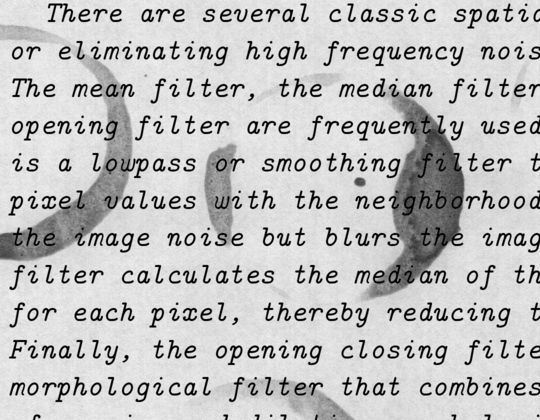 There are several classic spatia
or eliminating high frequency nois
The mean filter, the median filter
opening filter are frequently used
is a lowpass or smoothing filter t
pixel values with the neighborhood
the image noise but blurs the imag
filter calculates the median of th
for each pixel, thereby reducing t
Finally, the opening closing filte
morphological filter that combines